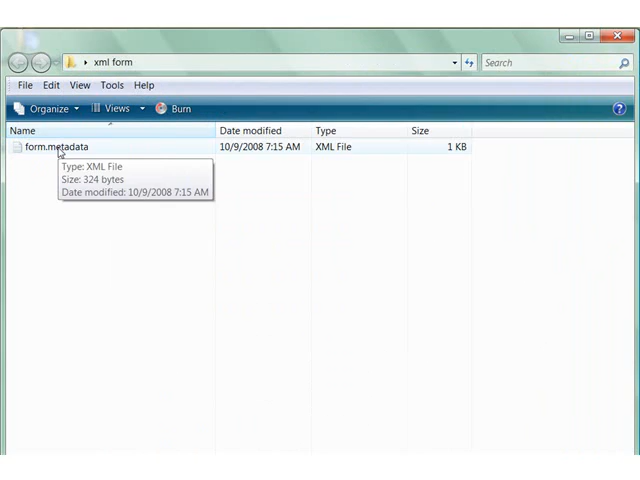 xml form
Search
File Edit View Tools Help
Organize Views Burn
Name Date modified Type Size
form.metadata 10/9/2008 7:15 AM XML File 1 KB
Type: XML File
Size: 324 bytes
Date modified: 10/9/2008 7:15 AM